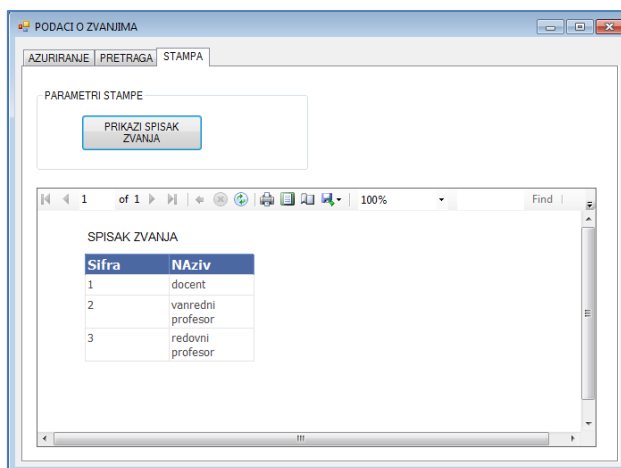 PODACI O ZVANJIMA
AZURIRANJE PRETRAGA STAMPA
PARAMETRI STAMPE
PRIKAZI SPISAK
ZVANJA
1 of 1 100% Find
SPISAK ZVANJA
Sifra NAziv
1 docent
2 vanredni
profesor
3 redovni
profesor